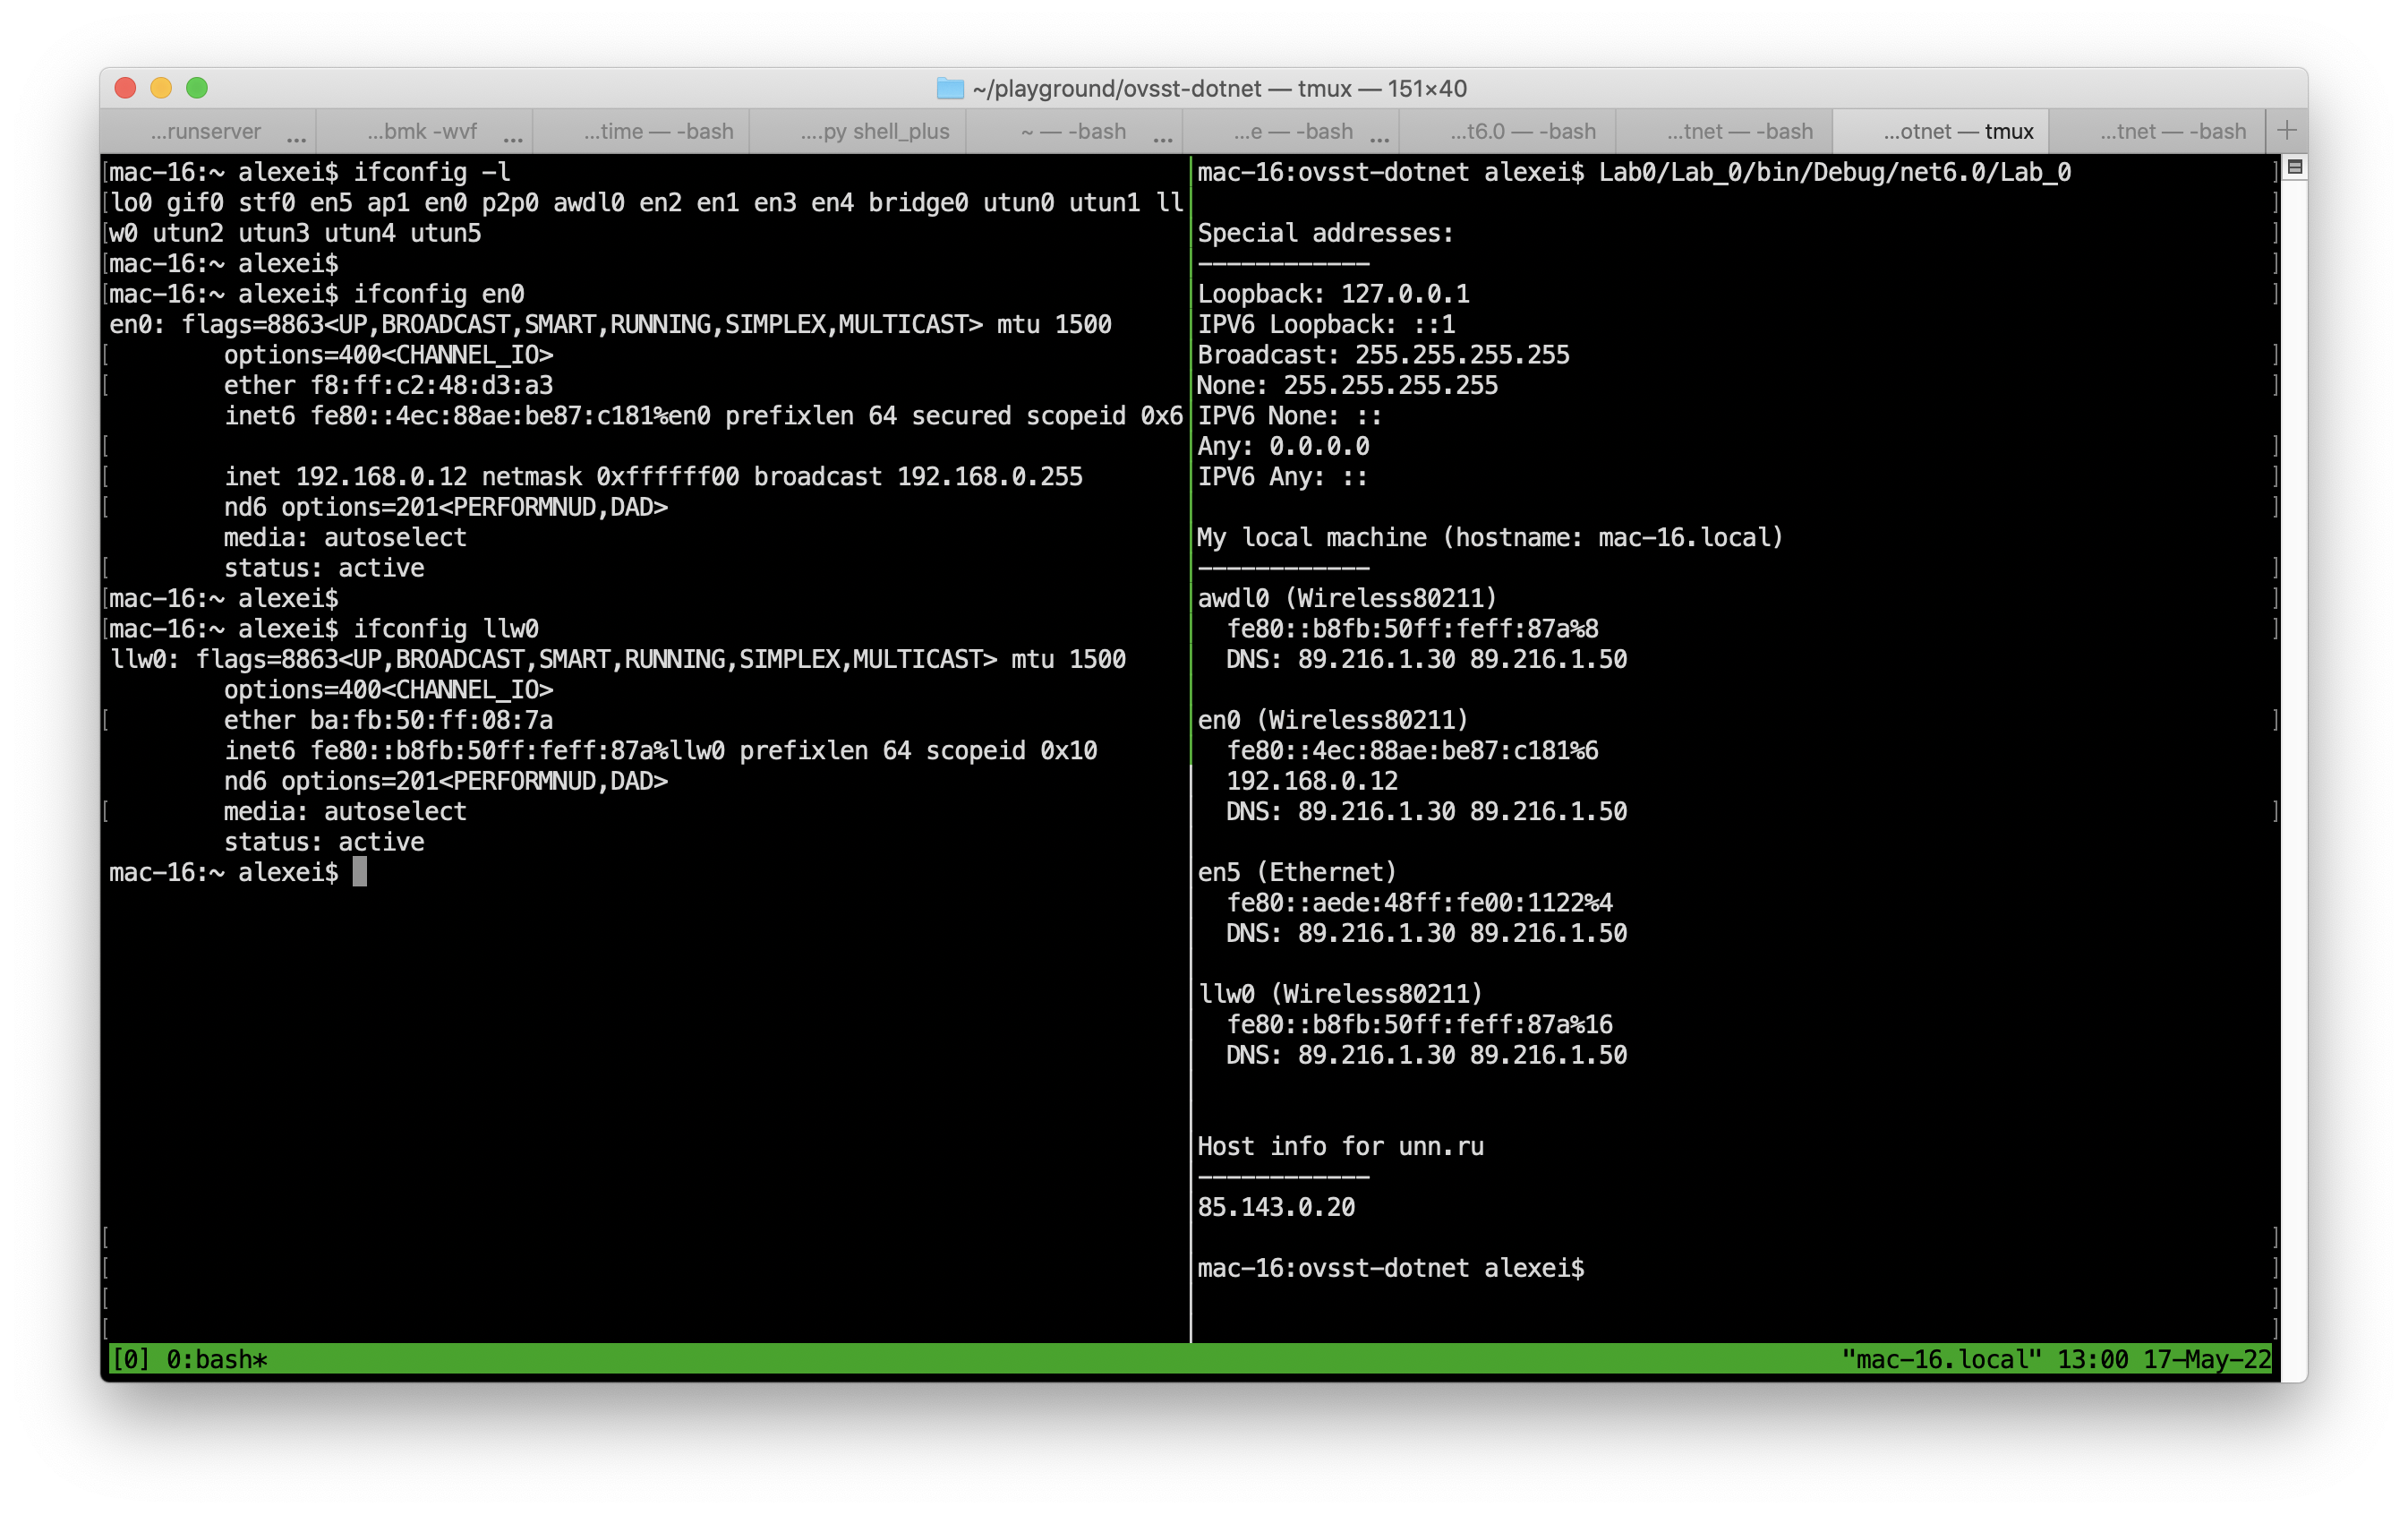 ~/playground/ovsst-dotnet — tmux — 151×40
...runserver ... ...bmk -wvf ... ...time — -bash ....py shell_plus ~ — -bash ... ...e — -bash ... ...t6.0 — -bash ...tnet — -bash ...otnet — tmux ...tnet — -bash +
mac-16:~ alexei$ ifconfig -l
lo0 gif0 stf0 en5 ap1 en0 p2p0 awdl0 en2 en1 en3 en4 bridge0 utun0 utun1 ll
w0 utun2 utun3 utun4 utun5
mac-16:~ alexei$
mac-16:~ alexei$ ifconfig en0
en0: flags=8863<UP,BROADCAST,SMART,RUNNING,SIMPLEX,MULTICAST> mtu 1500
options=400<CHANNEL_IO>
ether f8:ff:c2:48:d3:a3
inet6 fe80::4ec:88ae:be87:c181%en0 prefixlen 64 secured scopeid 0x6
inet 192.168.0.12 netmask 0xffffff00 broadcast 192.168.0.255
nd6 options=201<PERFORMNUD,DAD>
media: autoselect
status: active
mac-16:~ alexei$
mac-16:~ alexei$ ifconfig llw0
llw0: flags=8863<UP,BROADCAST,SMART,RUNNING,SIMPLEX,MULTICAST> mtu 1500
options=400<CHANNEL_IO>
ether ba:fb:50:ff:08:7a
inet6 fe80::b8fb:50ff:feff:87a%llw0 prefixlen 64 scopeid 0x10
nd6 options=201<PERFORMNUD,DAD>
media: autoselect
status: active
mac-16:~ alexei$
mac-16:ovsst-dotnet alexei$ Lab0/Lab_0/bin/Debug/net6.0/Lab_0
Special addresses:
------------
Loopback: 127.0.0.1
IPV6 Loopback: ::1
Broadcast: 255.255.255.255
None: 255.255.255.255
IPV6 None: ::
Any: 0.0.0.0
IPV6 Any: ::
My local machine (hostname: mac-16.local)
------------
awdl0 (Wireless80211)
fe80::b8fb:50ff:feff:87a%8
DNS: 89.216.1.30 89.216.1.50
en0 (Wireless80211)
fe80::4ec:88ae:be87:c181%6
192.168.0.12
DNS: 89.216.1.30 89.216.1.50
en5 (Ethernet)
fe80::aede:48ff:fe00:1122%4
DNS: 89.216.1.30 89.216.1.50
llw0 (Wireless80211)
fe80::b8fb:50ff:feff:87a%16
DNS: 89.216.1.30 89.216.1.50
Host info for unn.ru
------------
85.143.0.20
mac-16:ovsst-dotnet alexei$
[0] 0:bash* "mac-16.local" 13:00 17-May-22